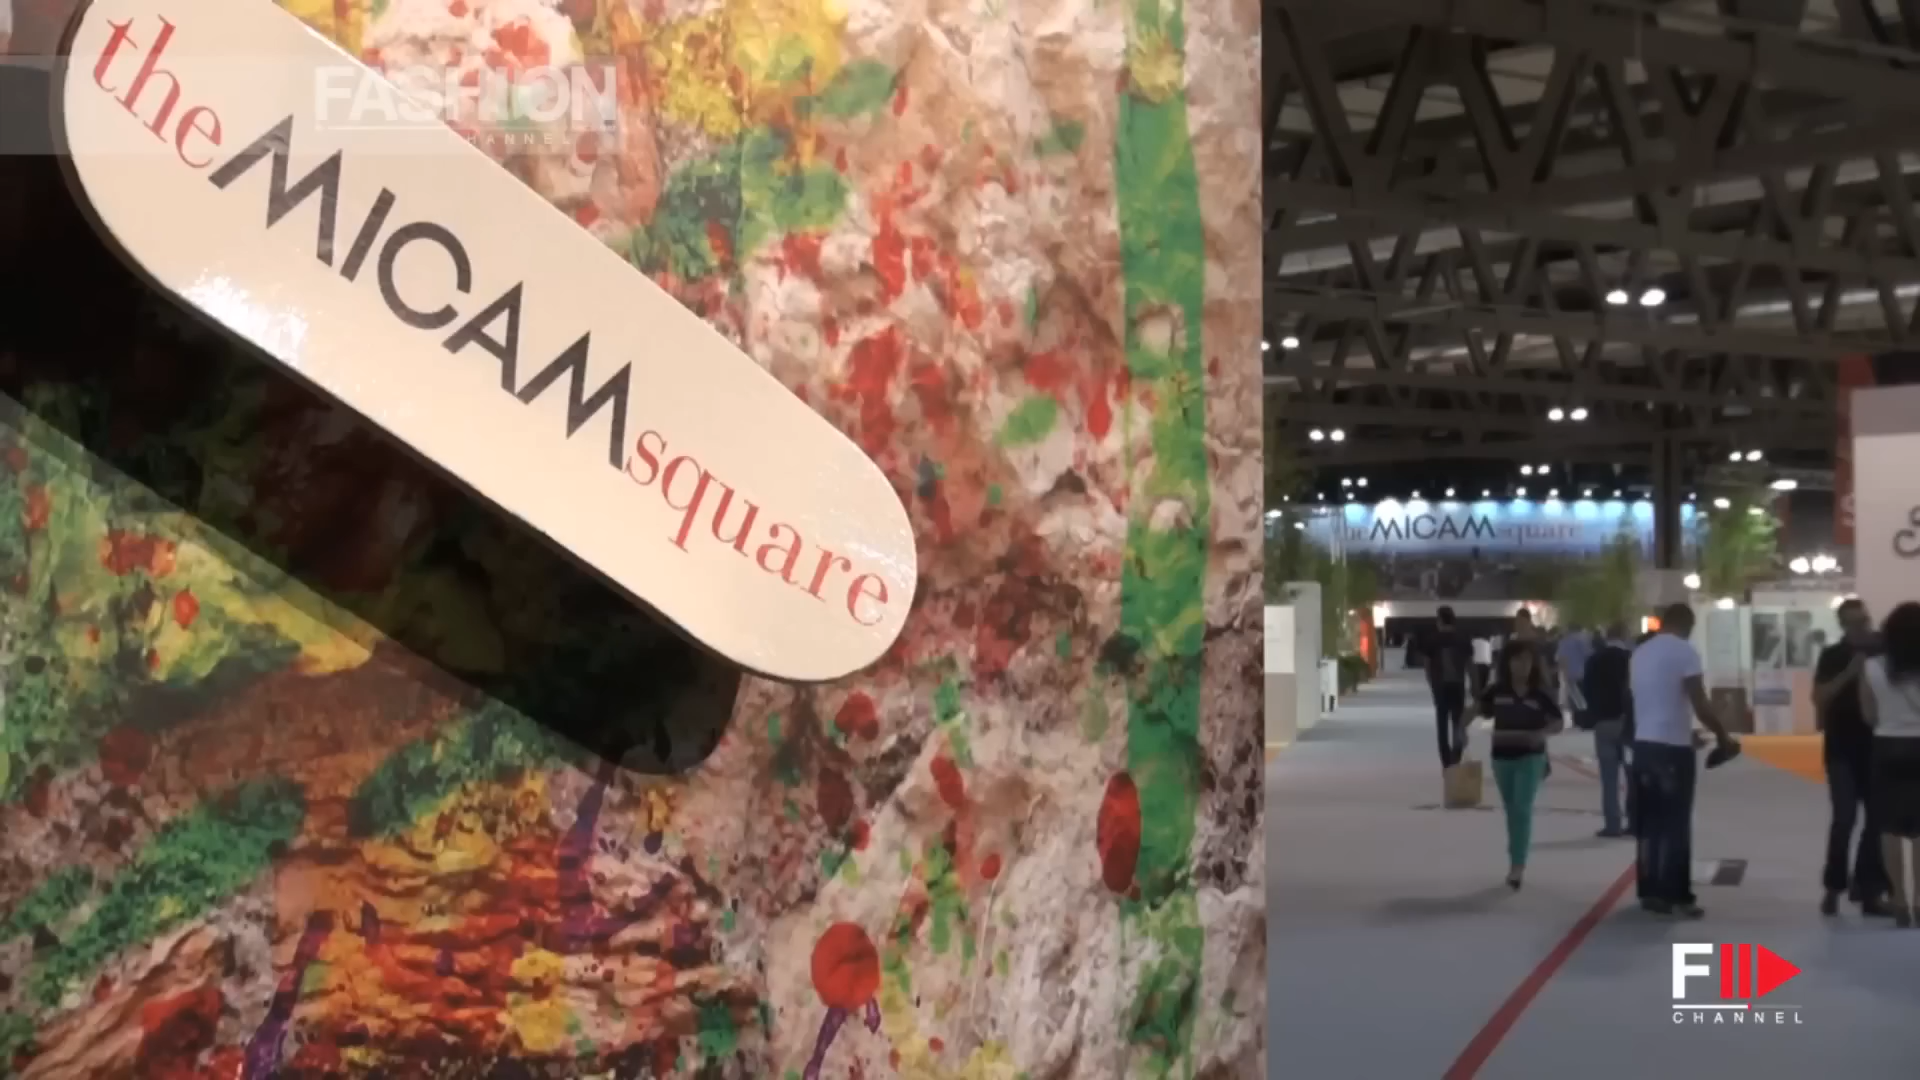 theMICAMsquare
FASHION
CHANNEL
theMICAMsquare
F
CHANNEL